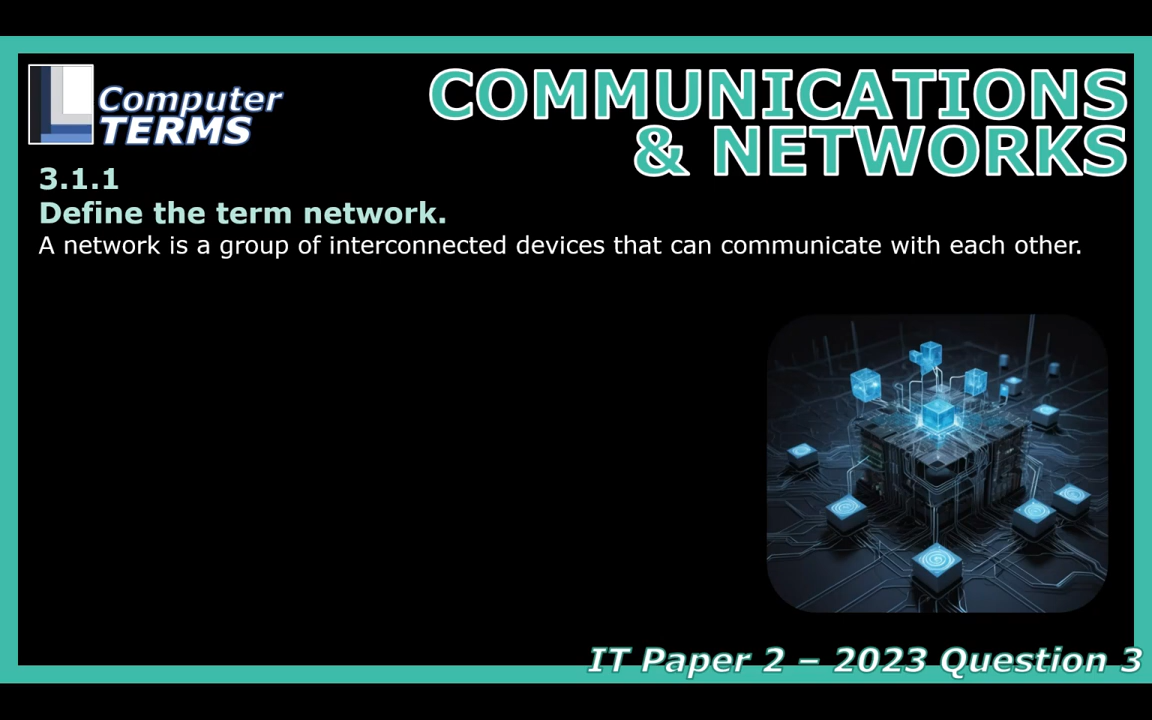 Computer
TERMS
COMMUNICATIONS
& NETWORKS
3.1.1
Define the term network.
A network is a group of interconnected devices that can communicate with each other.
IT Paper 2 – 2023 Question 3